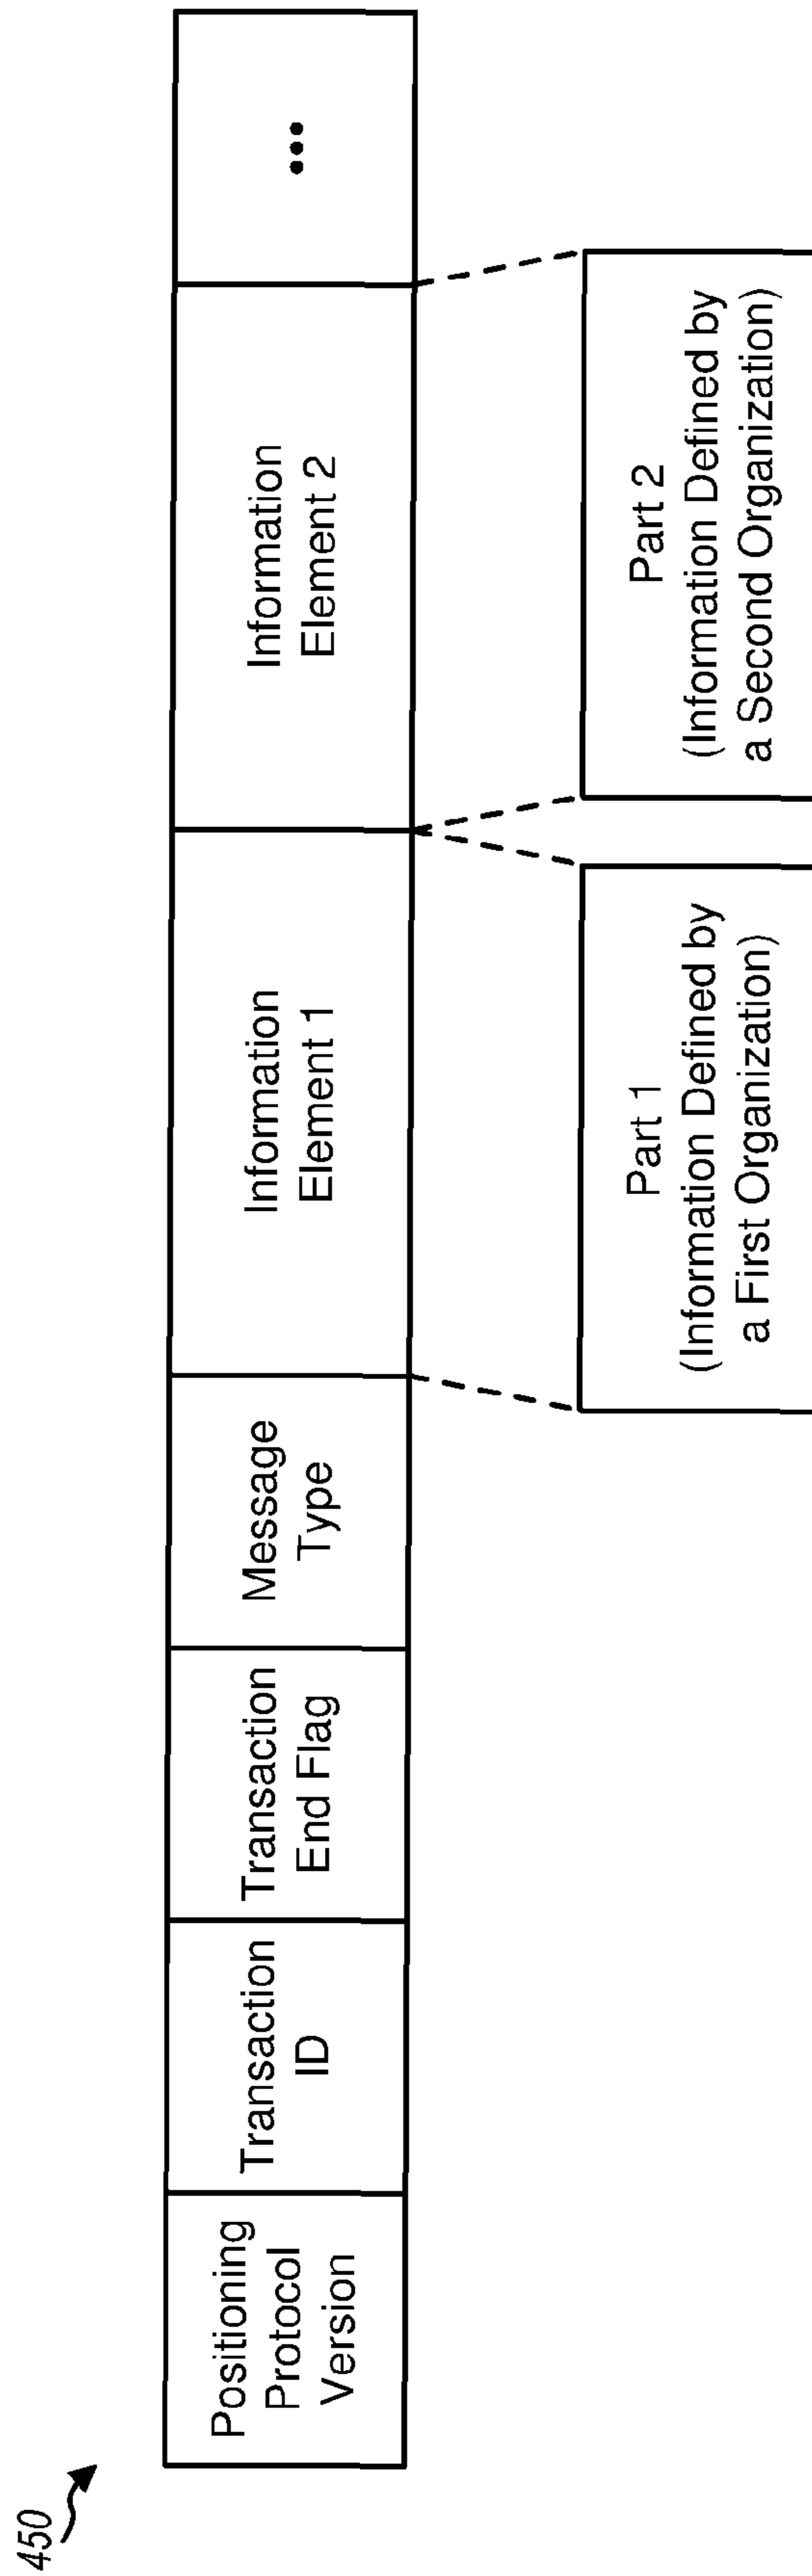 450
Positioning
Protocol
Version
Transaction
ID
Transaction
End Flag
Message
Type
Information
Element 1
Information
Element 2
•••
Part 1
(Information Defined by
a First Organization)
Part 2
(Information Defined by
a Second Organization)